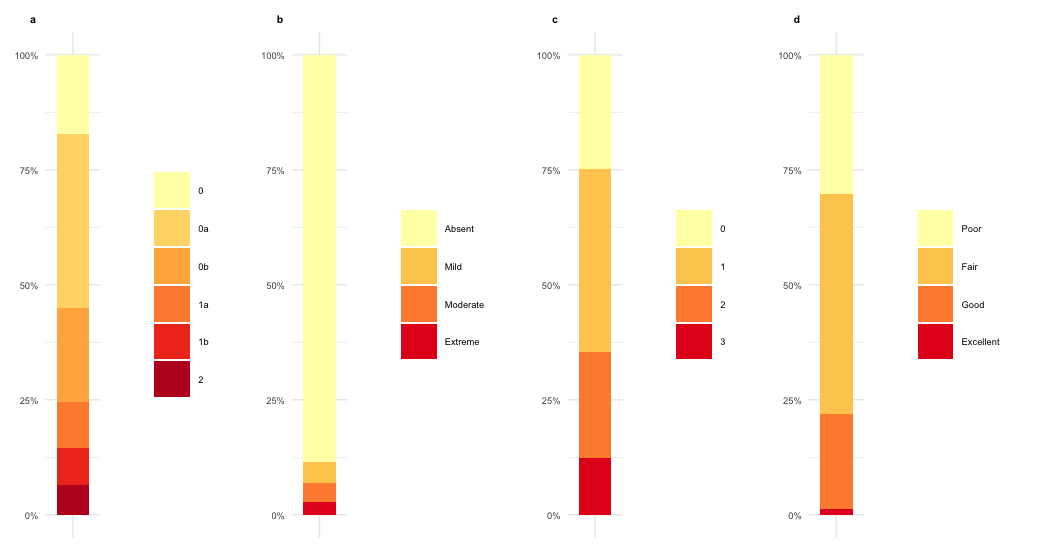 a
100%
75%
50%
25%
0%
0
0a
0b
1a
1b
2
b
100%
75%
50%
25%
0%
Absent
Mild
Moderate
Extreme
c
100%
75%
50%
25%
0%
0
1
2
3
d
100%
75%
50%
25%
0%
Poor
Fair
Good
Excellent